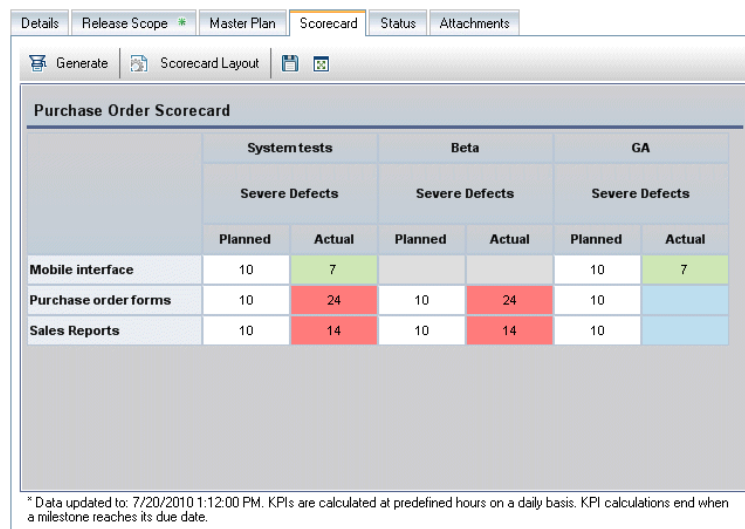 Details Release Scope * Master Plan Scorecard Status Attachments
Generate Scorecard Layout
Purchase Order Scorecard
System tests Beta GA
Severe Defects Severe Defects Severe Defects
Planned Actual Planned Actual Planned Actual
Mobile interface 10 7 10 7
Purchase order forms 10 24 10 24 10
Sales Reports 10 14 10 14 10
* Data updated to: 7/20/2010 1:12:00 PM. KPIs are calculated at predefined hours on a daily basis. KPI calculations end when
a milestone reaches its due date.